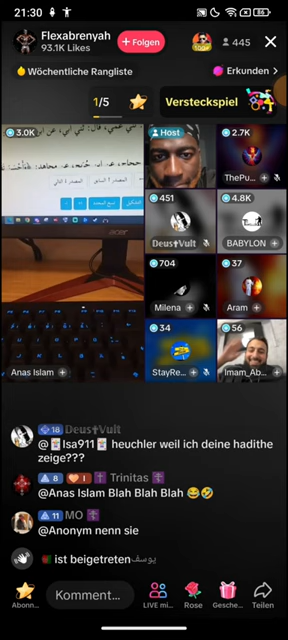 21:30
86
Flexabrenyah
93.1K Likes
+ Folgen
445
Wöchentliche Rangliste
Erkunden >
1/5
Versteckspiel
3.0K
Host
2.7K
ThePu...
451
Deus✝Vult
4.8K
BABYLON
acer
704
Milena
37
Aram
Anas Islam
34
StayRe...
56
Imam_Ab...
18 Deus✝Vult
@🃏Isa911🃏 heuchler weil ich deine hadithe
zeige???
8 I Trinitas
@Anas Islam Blah Blah Blah 😂🤣
11 MO
@Anonym nenn sie
يوسف ist beigetreten
Abonn...
Komment...
LIVE mi...
Rose
Gesche...
Teilen